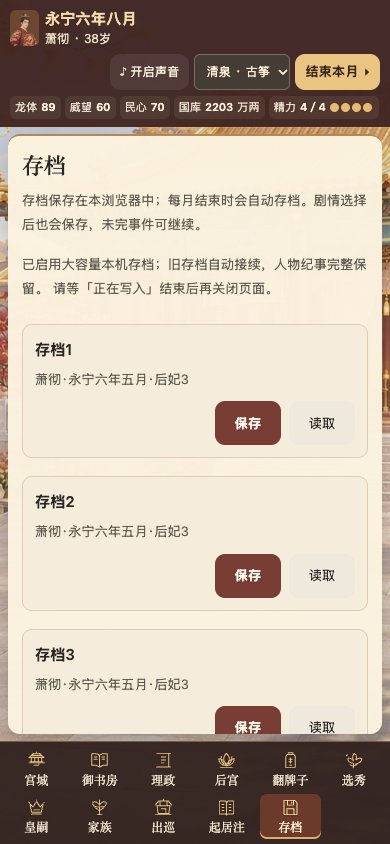 永宁六年八月
萧彻 · 38岁
♪ 开启声音
清泉 · 古筝
结束本月
龙体 89
威望 60
民心 70
国库 2203 万两
精力 4 / 4
存档
存档保存在本浏览器中；每月结束时会自动存档。剧情选择
后也会保存，未完事件可继续。
已启用大容量本机存档；旧存档自动接续，人物纪事完整保
留。 请等「正在写入」结束后再关闭页面。
存档1
萧彻·永宁六年五月·后妃3
保存
读取
存档2
萧彻·永宁六年五月·后妃3
保存
读取
存档3
萧彻·永宁六年五月·后妃3
保存
读取
宫城
御书房
理政
后宫
翻牌子
选秀
皇嗣
家族
出巡
起居注
存档